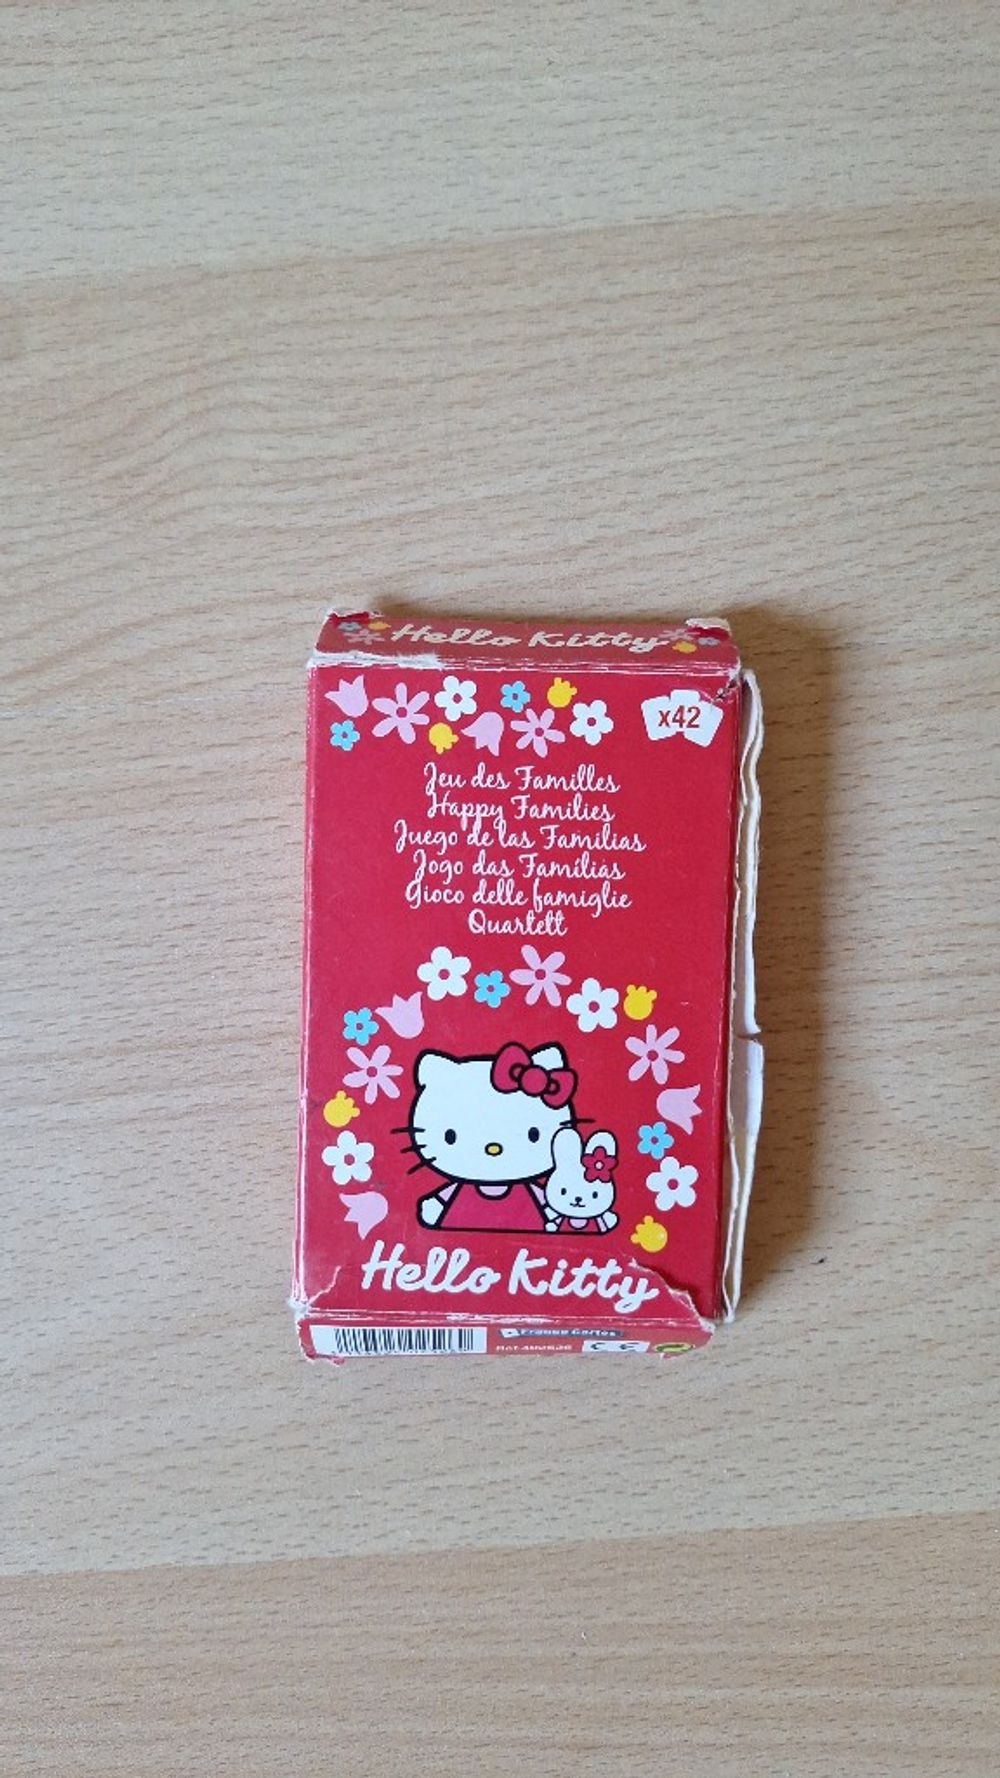 Hello Kitty
x42
Jeu des Familles
Happy Families
Juego de las Familias
Jogo das Famílias
Gioco delle famiglie
Quartett
Hello Kitty
France Cartes
CE